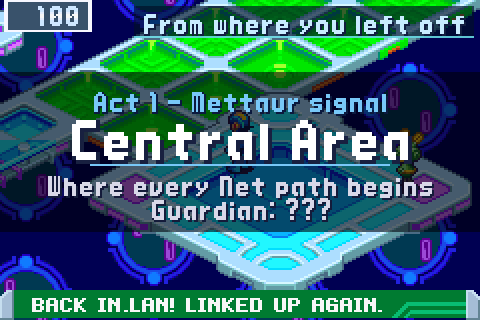 100
From where you left off
Act 1 - Mettaur signal
Central Area
Where every Net path begins
Guardian: ???
BACK IN.LAN! LINKED UP AGAIN.